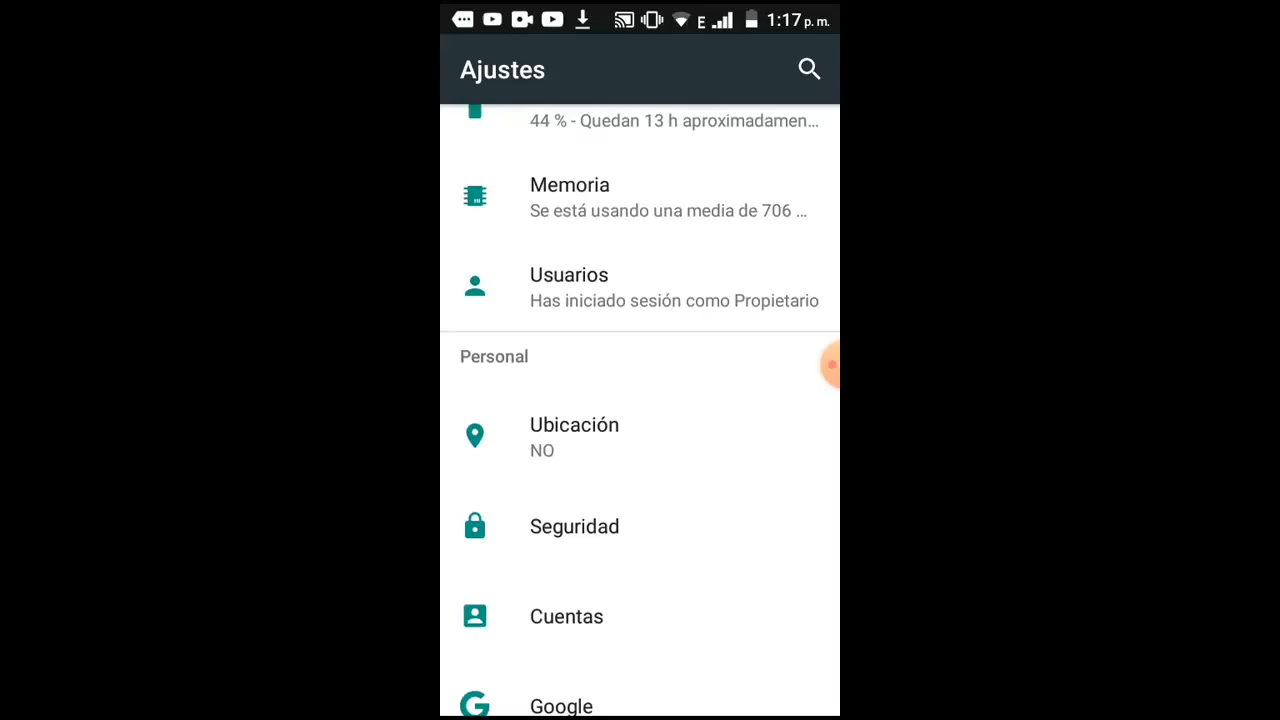 E 1:17 p. m.
Ajustes
44 % - Quedan 13 h aproximadamen…
Memoria
Se está usando una media de 706 …
Usuarios
Has iniciado sesión como Propietario
Personal
Ubicación
NO
Seguridad
Cuentas
Google